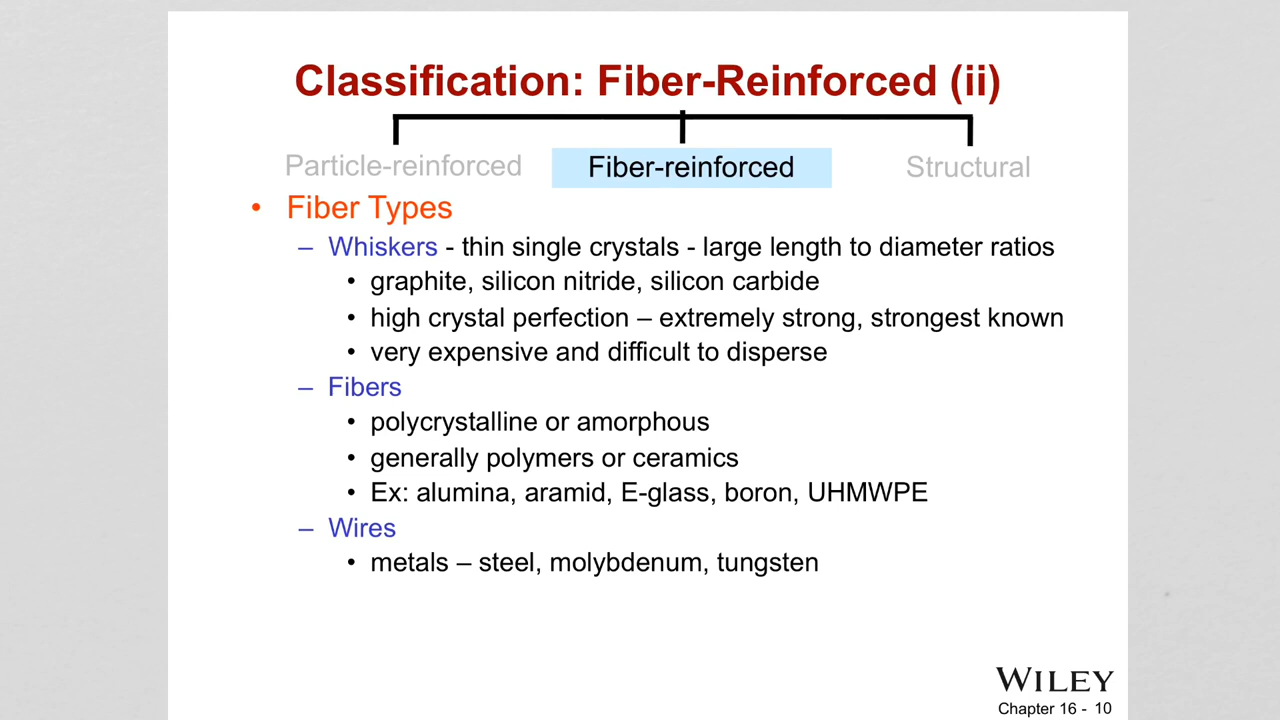 Classification: Fiber-Reinforced (ii)
Particle-reinforced Fiber-reinforced Structural
• Fiber Types
– Whiskers - thin single crystals - large length to diameter ratios
• graphite, silicon nitride, silicon carbide
• high crystal perfection – extremely strong, strongest known
• very expensive and difficult to disperse
– Fibers
• polycrystalline or amorphous
• generally polymers or ceramics
• Ex: alumina, aramid, E-glass, boron, UHMWPE
– Wires
• metals – steel, molybdenum, tungsten
WILEY
Chapter 16 - 10